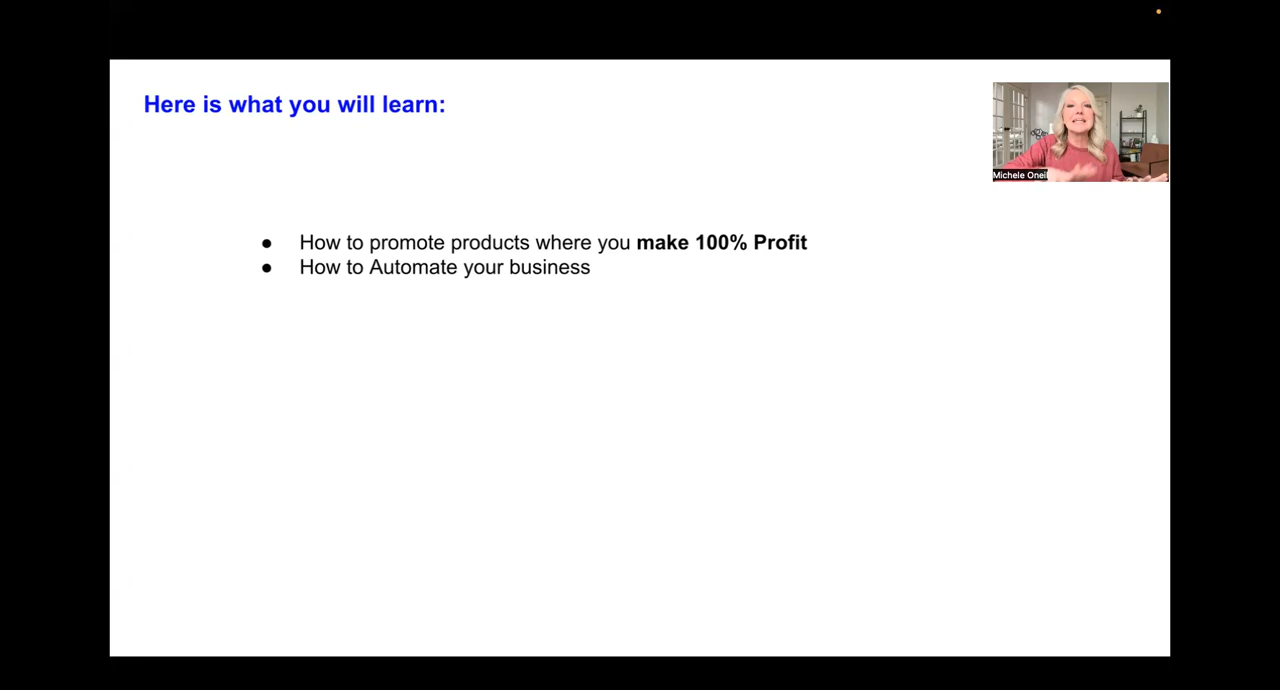 Here is what you will learn:
Michele Oneil
● How to promote products where you make 100% Profit
● How to Automate your business